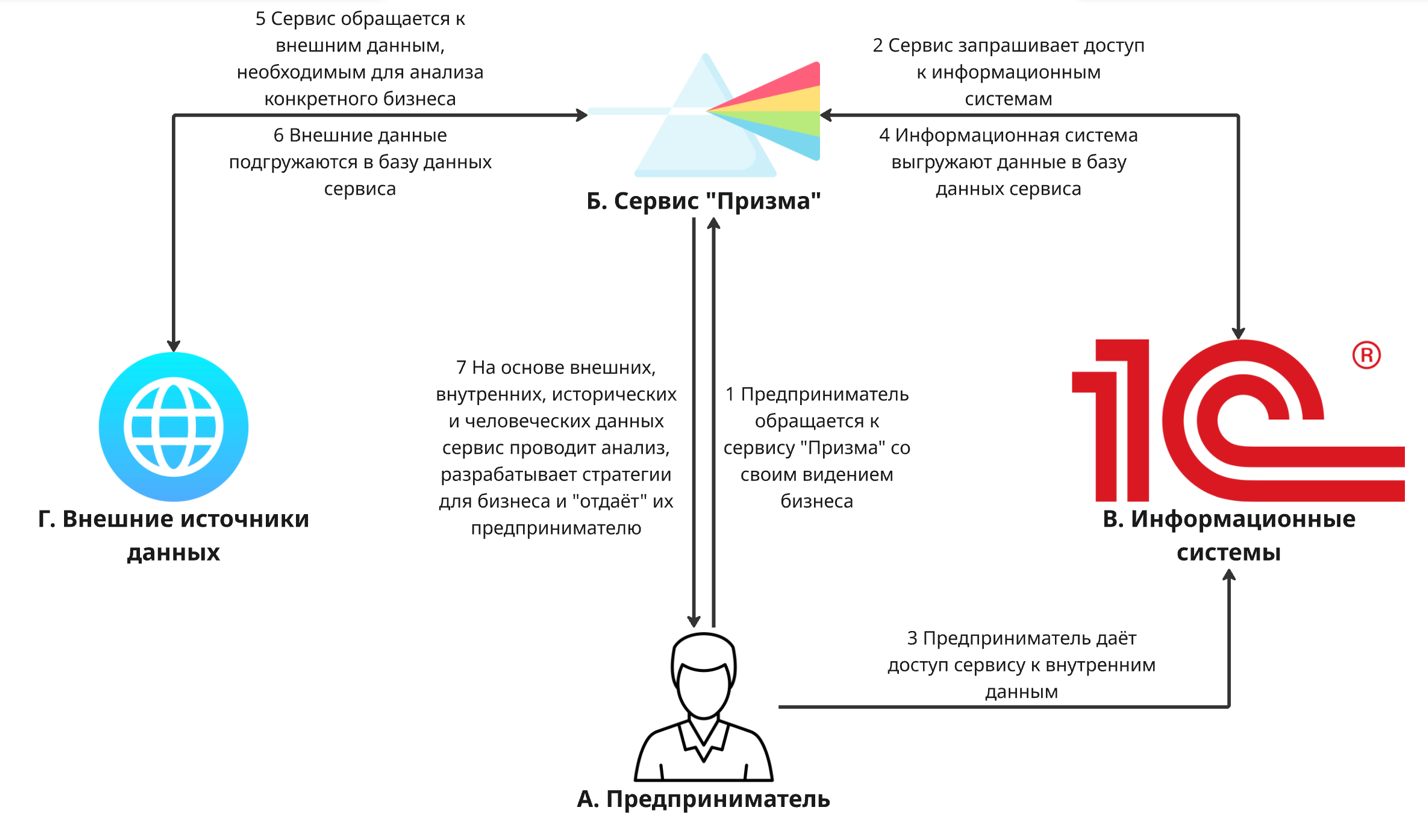 5 Сервис обращается к
внешним данным,
необходимым для анализа
конкретного бизнеса
6 Внешние данные
подгружаются в базу данных
сервиса
2 Сервис запрашивает доступ
к информационным
системам
4 Информационная система
выгружают данные в базу
данных сервиса
Б. Сервис "Призма"
7 На основе внешних,
внутренних, исторических
и человеческих данных
сервис проводит анализ,
разрабатывает стратегии
для бизнеса и "отдаёт" их
предпринимателю
1 Предприниматель
обращается к
сервису "Призма" со
своим видением
бизнеса
1С ®
Г. Внешние источники
данных
В. Информационные
системы
3 Предприниматель даёт
доступ сервису к внутренним
данным
А. Предприниматель